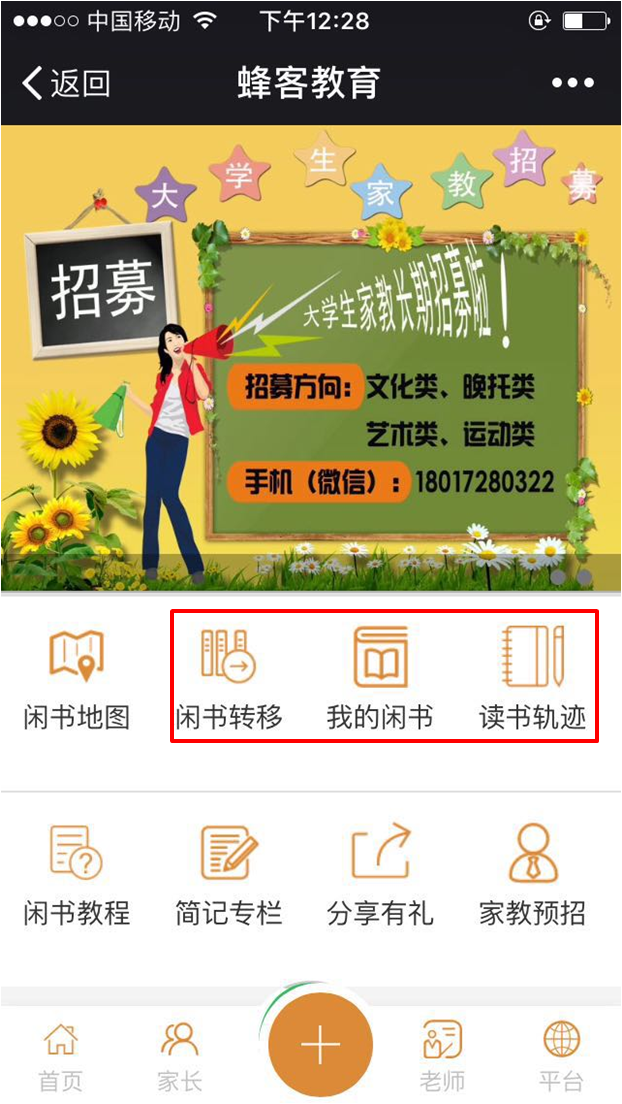 中国移动 下午12:28
返回 蜂客教育
大学生家教招募
招募
大学生家教长期招募啦！
招募方向：文化类、晚托类
艺术类、运动类
手机（微信）：18017280322
闲书地图 闲书转移 我的闲书 读书轨迹
闲书教程 简记专栏 分享有礼 家教预招
首页 家长 老师 平台